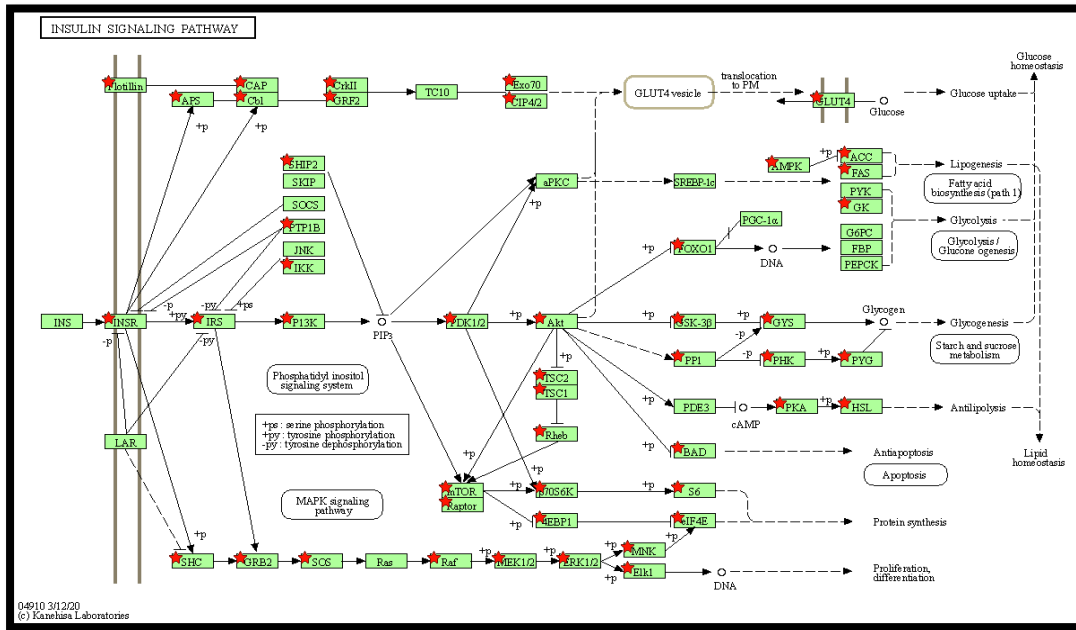 INSULIN SIGNALING PATHWAY
Flotillin
CAP
APS
Cbl
CrkII
GRF2
TC10
Exo70
CIP4/2
GLUT4 vesicle
translocation
to PM
GLUT4
Glucose
Glucose uptake
Glucose
homeostasis
+p
+p
SHIP2
SKIP
SOCS
PTP1B
JNK
IKK
aPKC
+p
SREBP-1c
AMPK
+p
ACC
FAS
PYK
GK
Lipogenesis
Fatty acid
biosynthesis (path 1)
Glycolysis
Glycolysis /
Glucone ogenesis
PGC-1α
FOXO1
+p
DNA
G6PC
FBP
PEPCK
INS
INSR
-p
+py
-p
-py
+ps
IRS
-py
P13K
PIP3
PDK1/2
+p
Akt
+p
GSK-3β
+p
GYS
Glycogen
Glycogenesis
Starch and sucrose
metabolism
-p
PP1
-p
PHK
+p
PYG
Phosphatidyl inositol
signaling system
+p
TSC2
TSC1
Rheb
+p
PDE3
cAMP
+p
PKA
+p
HSL
Antilipolysis
+ps : serine phosphorylation
+py : tyrosine phosphorylation
-py : tyrosine dephosphorylation
LAR
+p
+p
BAD
Antiapoptosis
Apoptosis
Lipid
homeostasis
MAPK signaling
pathway
mTOR
Raptor
+p
+p
p70S6K
+p
S6
+p
4EBP1
eIF4E
Protein synthesis
+p
SHC
GRB2
SOS
Ras
Raf
+p
MEK1/2
+p
ERK1/2
+p
MNK
+p
+p
Elk1
DNA
Proliferation,
differentiation
04910 3/12/20
(c) Kanehisa Laboratories